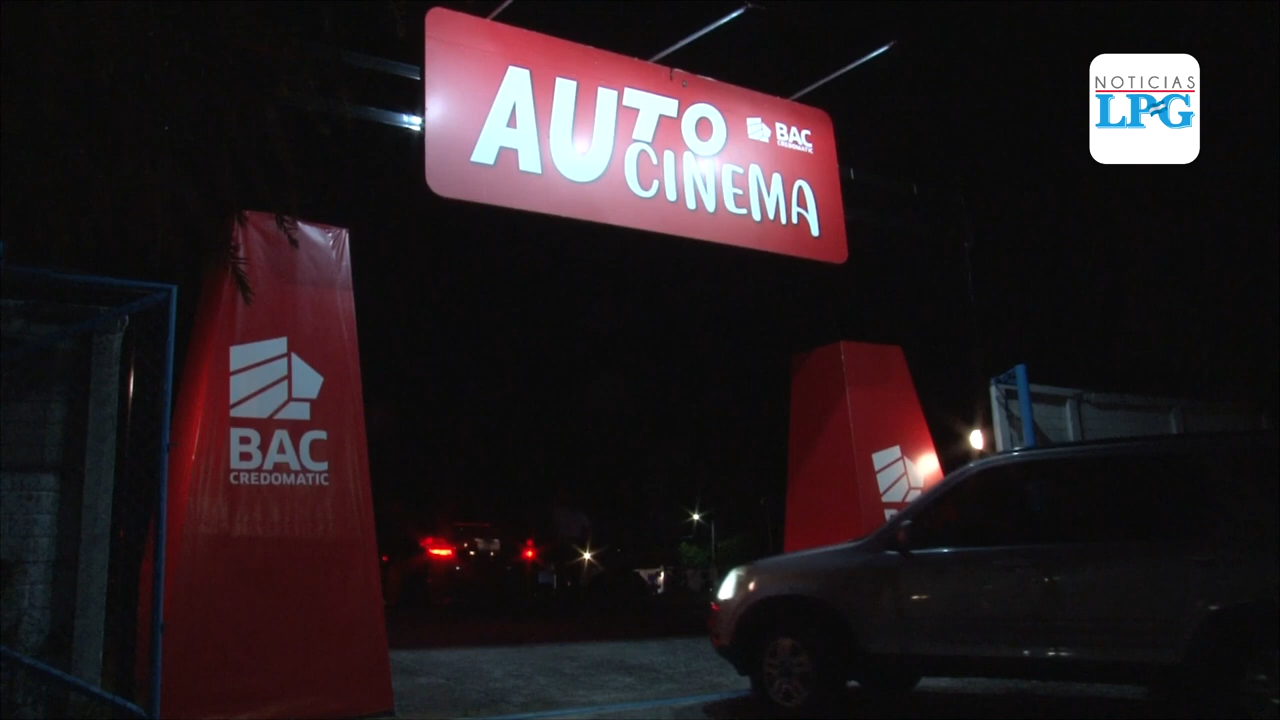 NOTICIAS
LPG
AUTO
CINEMA
BAC
CREDOMATIC
BAC
CREDOMATIC